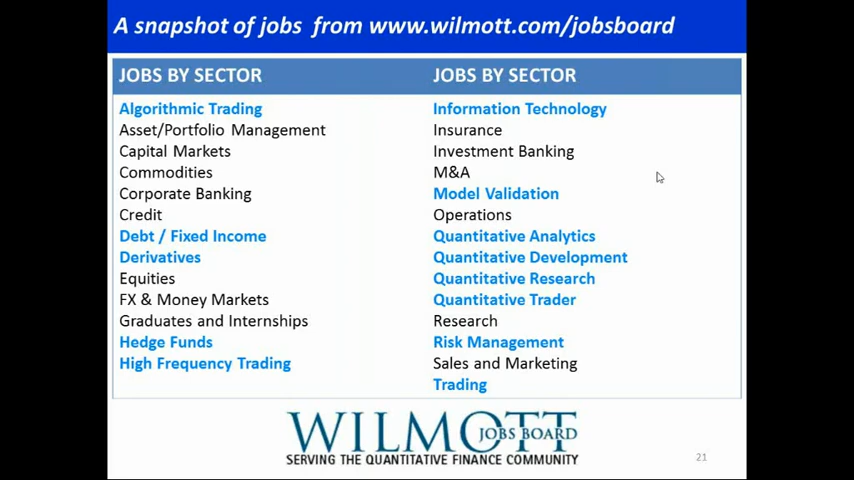 A snapshot of jobs from www.wilmott.com/jobsboard
JOBS BY SECTOR
Algorithmic Trading
Asset/Portfolio Management
Capital Markets
Commodities
Corporate Banking
Credit
Debt / Fixed Income
Derivatives
Equities
FX & Money Markets
Graduates and Internships
Hedge Funds
High Frequency Trading
JOBS BY SECTOR
Information Technology
Insurance
Investment Banking
M&A
Model Validation
Operations
Quantitative Analytics
Quantitative Development
Quantitative Research
Quantitative Trader
Research
Risk Management
Sales and Marketing
Trading
WILMOTT
JOBS BOARD
SERVING THE QUANTITATIVE FINANCE COMMUNITY
21